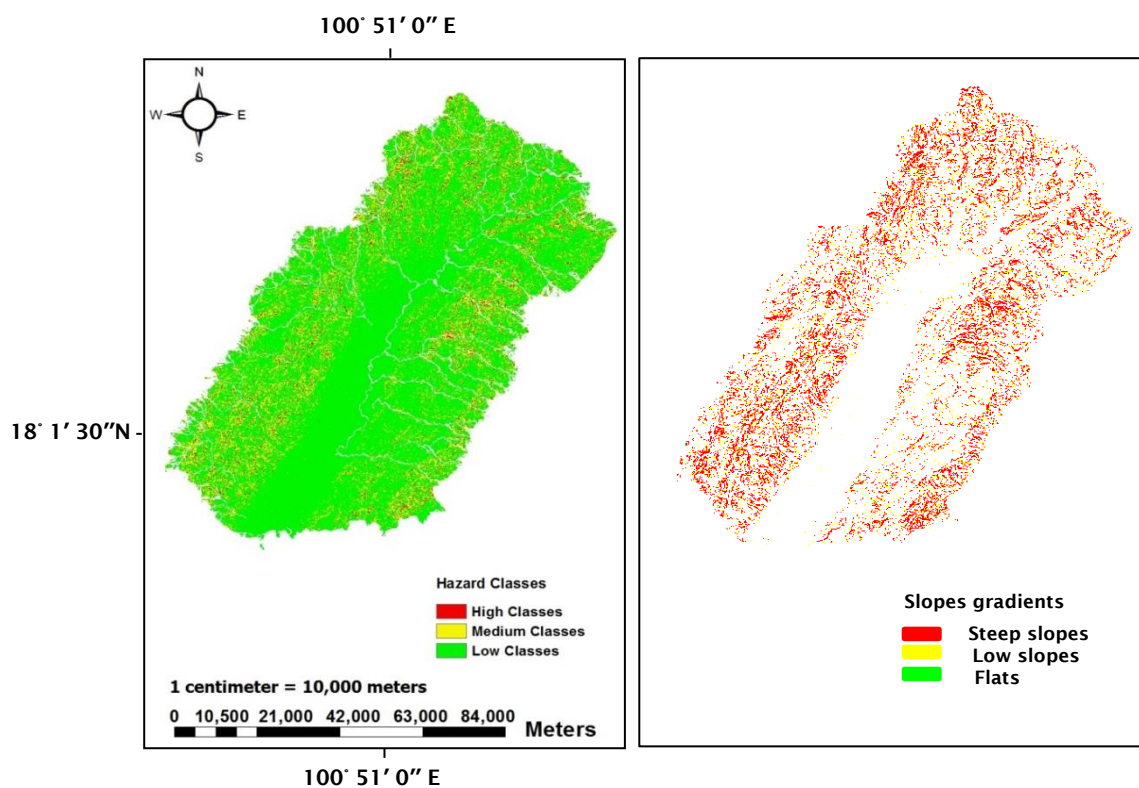 100° 51′ 0″ E
N
W
E
S
18° 1′ 30″N
Hazard Classes
High Classes
Medium Classes
Low Classes
1 centimeter = 10,000 meters
0 10,500 21,000 42,000 63,000 84,000
Meters
100° 51′ 0″ E
Slopes gradients
Steep slopes
Low slopes
Flats